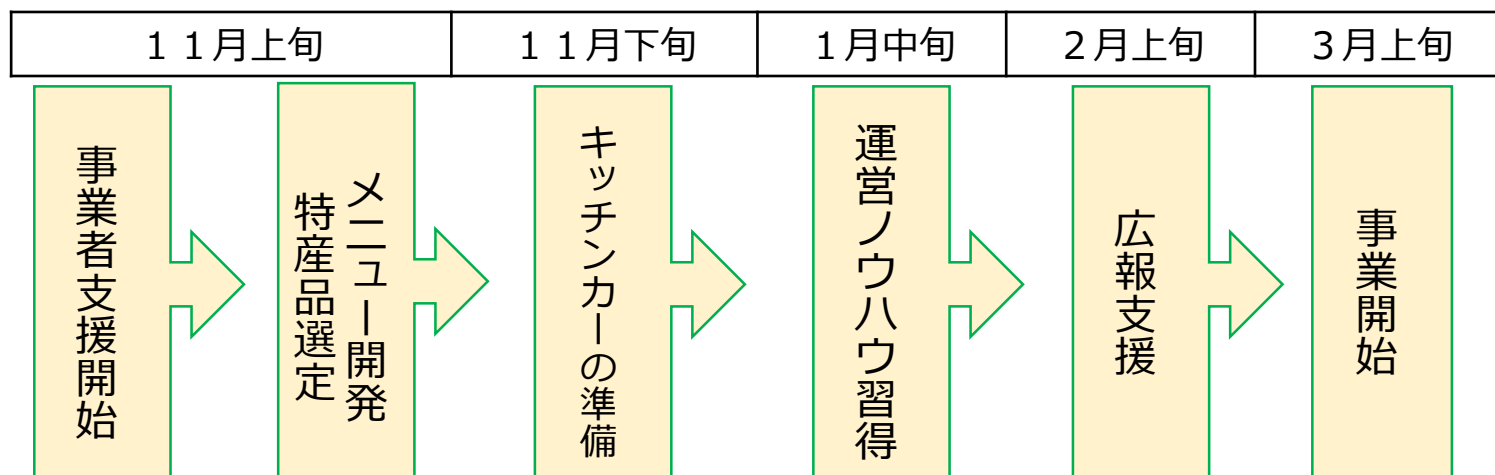 １１月上旬
１１月下旬
１月中旬
２月上旬
３月上旬
事業者支援開始
メニュー開発
特産品選定
キッチンカーの準備
運営ノウハウ習得
広報支援
事業開始